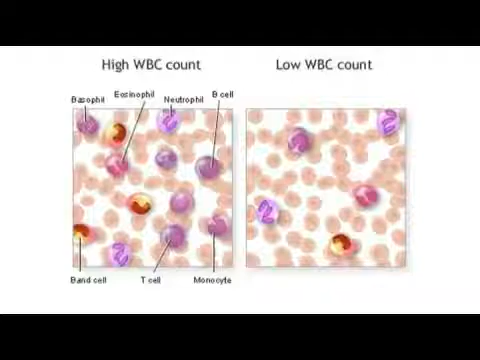 High WBC count
Low WBC count
Basophil
Eosinophil
Neutrophil
B cell
Band cell
T cell
Monocyte